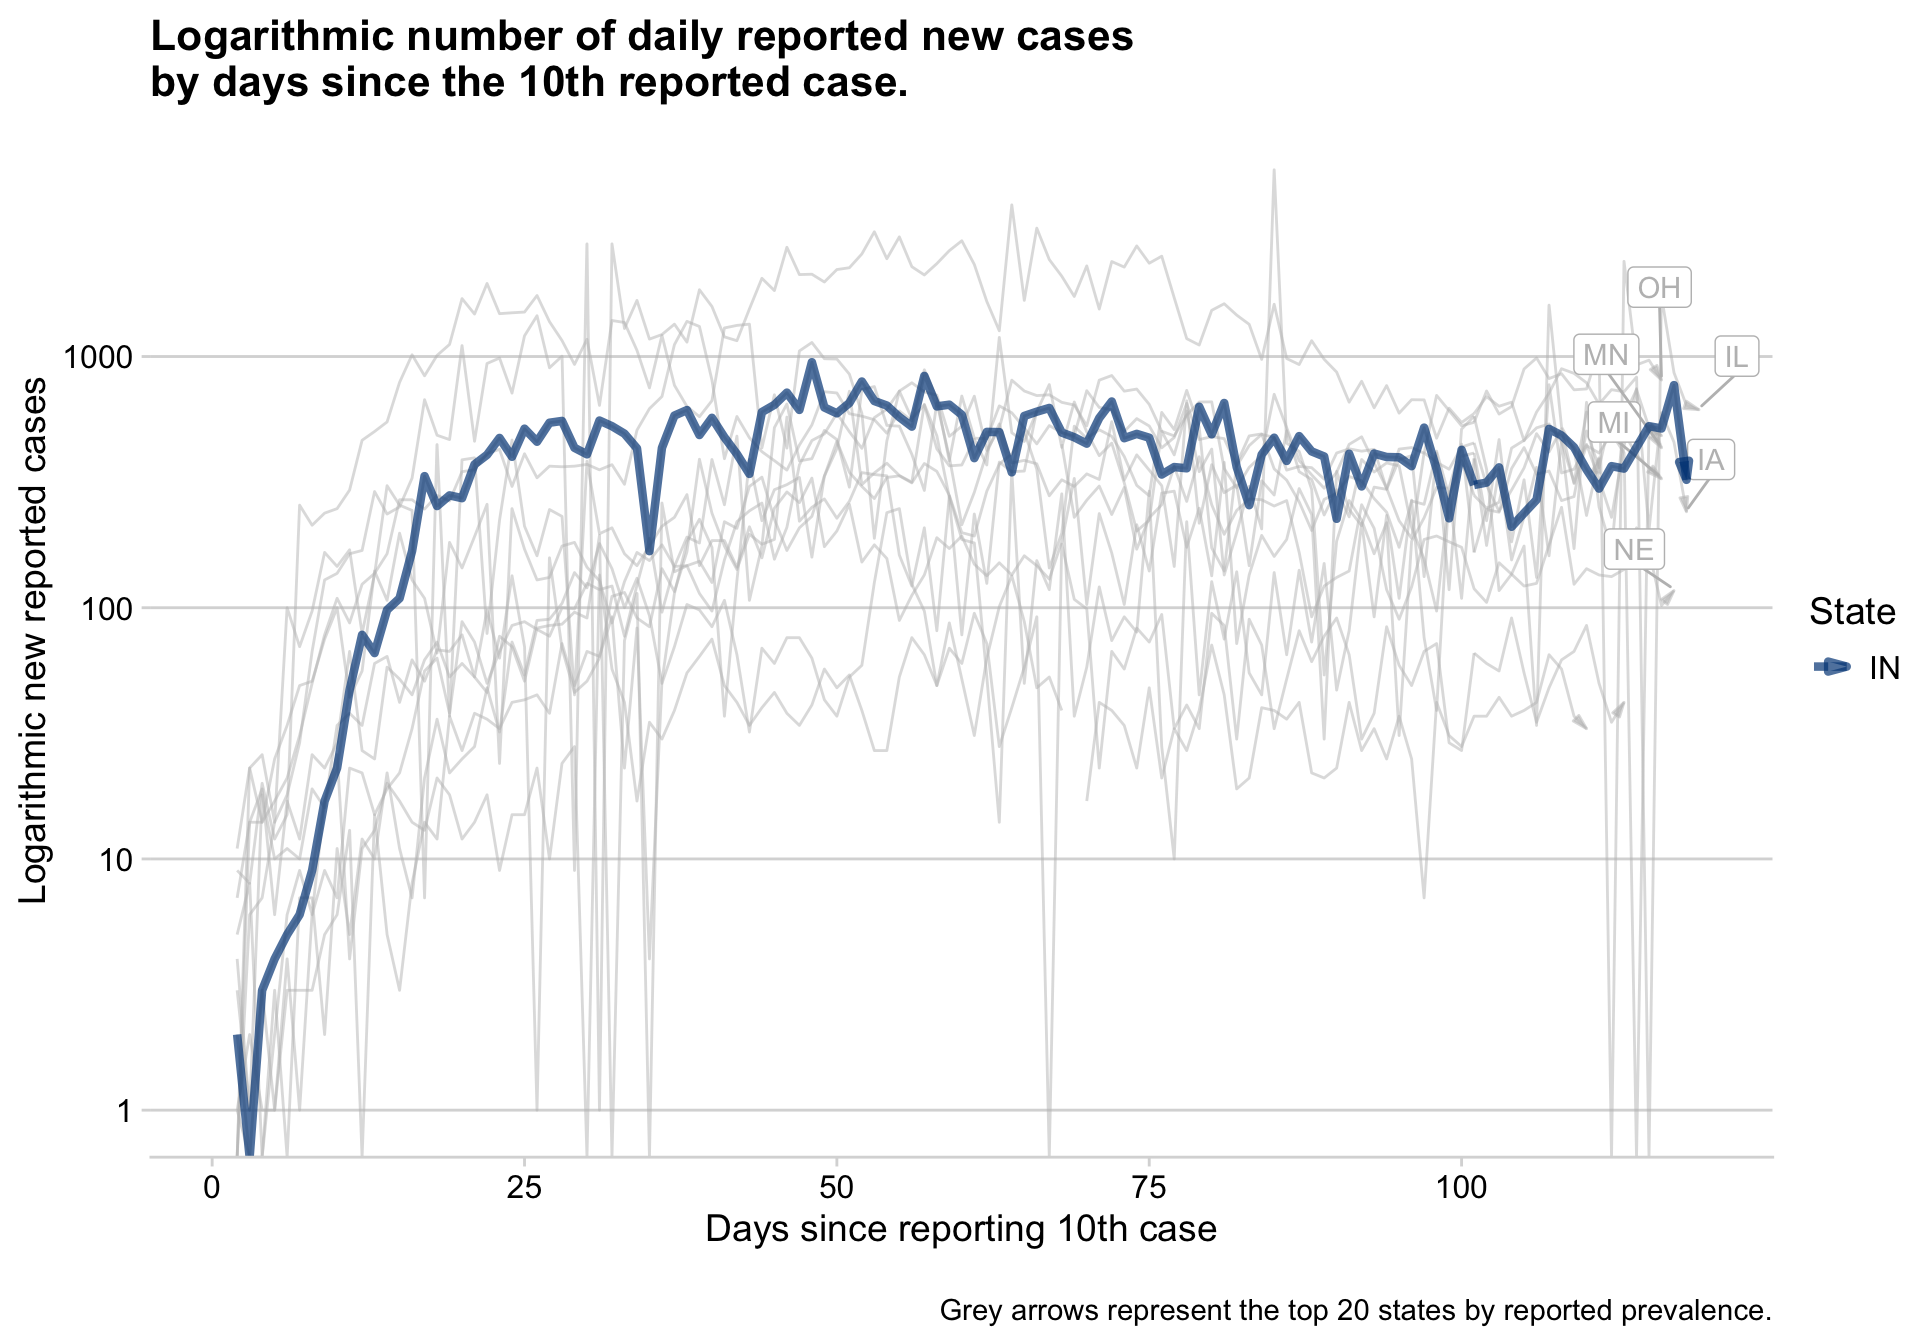 Logarithmic number of daily reported new cases
by days since the 10th reported case.
Logarithmic new reported cases
1000
100
10
1
OH
MN
IL
MI
IA
NE
State
IN
0 25 50 75 100
Days since reporting 10th case
Grey arrows represent the top 20 states by reported prevalence.